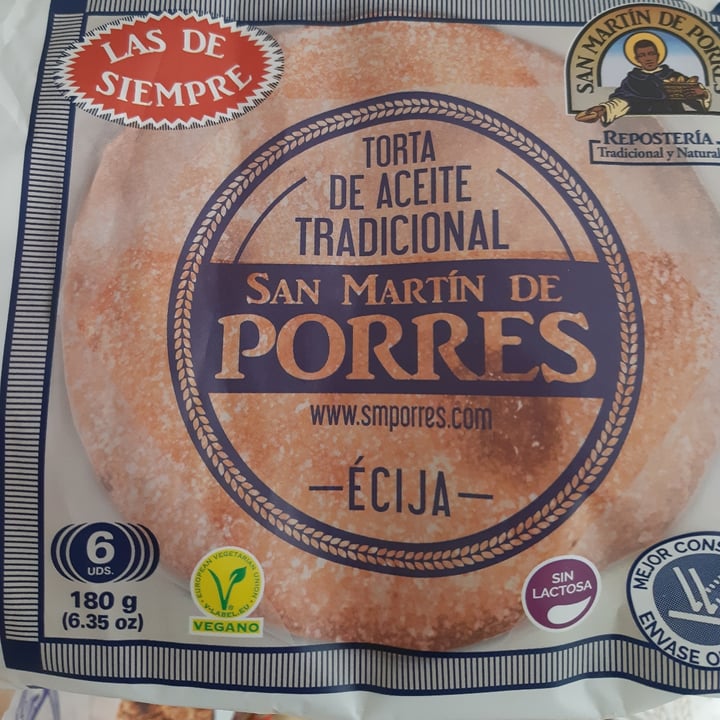 LAS DE
SIEMPRE
SAN MARTÍN DE PORRES
REPOSTERÍA
Tradicional y Natural
TORTA
DE ACEITE
TRADICIONAL
SAN MARTÍN DE
PORRES
www.smporres.com
ÉCIJA
6
UDS.
180 g
(6.35 oz)
EUROPEAN VEGETARIAN UNION
V-LABEL.EU
VEGANO
SIN
LACTOSA
MEJOR
ENVASE